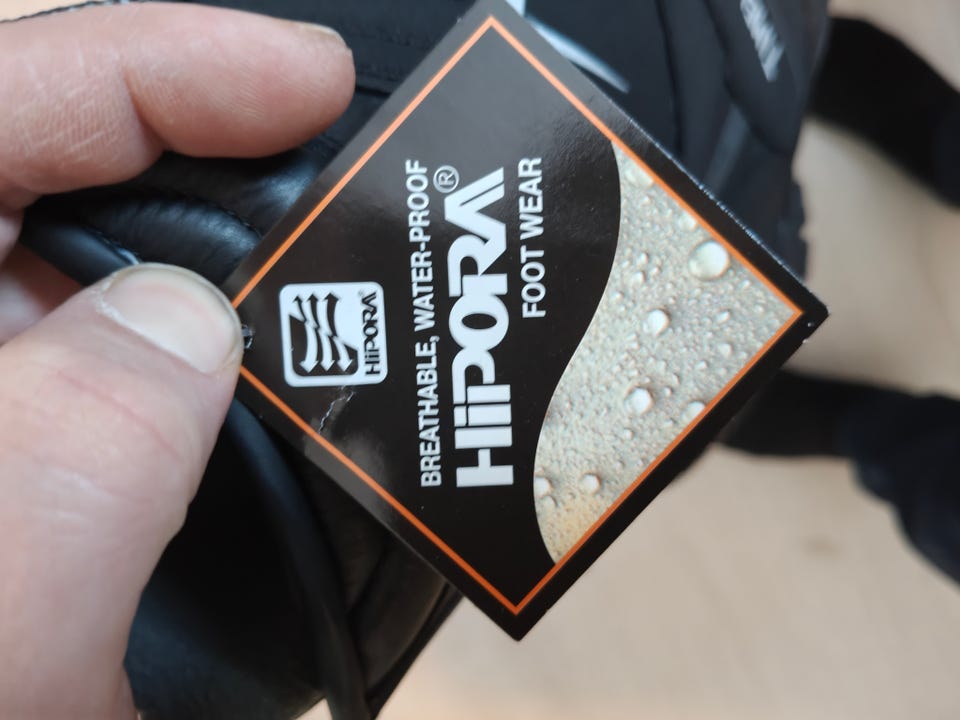 BREATHABLE, WATER-PROOF
HiPORA®
FOOT WEAR
HiPORA®